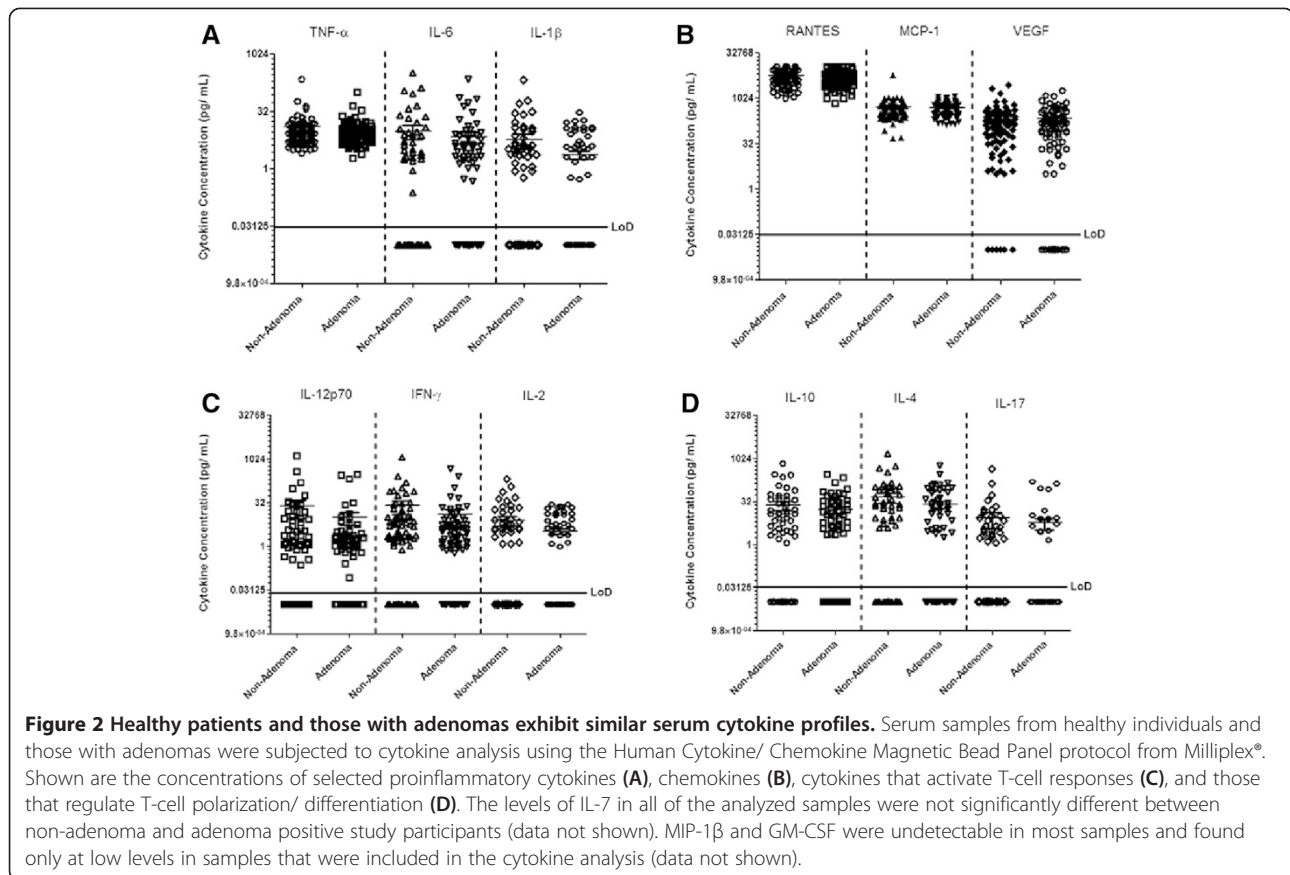 A
TNF-α IL-6 IL-1β
Cytokine Concentration (pg/ mL)
1024
32
1
0.03125
9.8×10⁻⁰⁴
LoD
Non-Adenoma Adenoma Non-Adenoma Adenoma Non-Adenoma Adenoma
B
RANTES MCP-1 VEGF
Cytokine Concentration (pg/ mL)
32768
1024
32
1
0.03125
9.8×10⁻⁰⁴
LoD
Non-Adenoma Adenoma Non-Adenoma Adenoma Non-Adenoma Adenoma
C
IL-12p70 IFN-γ IL-2
Cytokine Concentration (pg/ mL)
32768
1024
32
1
0.03125
9.8×10⁻⁰⁴
LoD
Non-Adenoma Adenoma Non-Adenoma Adenoma Non-Adenoma Adenoma
D
IL-10 IL-4 IL-17
Cytokine Concentration (pg/ mL)
32768
1024
32
1
0.03125
9.8×10⁻⁰⁴
LoD
Non-Adenoma Adenoma Non-Adenoma Adenoma Non-Adenoma Adenoma
Figure 2 Healthy patients and those with adenomas exhibit similar serum cytokine profiles. Serum samples from healthy individuals and
those with adenomas were subjected to cytokine analysis using the Human Cytokine/ Chemokine Magnetic Bead Panel protocol from Milliplex®.
Shown are the concentrations of selected proinflammatory cytokines (A), chemokines (B), cytokines that activate T-cell responses (C), and those
that regulate T-cell polarization/ differentiation (D). The levels of IL-7 in all of the analyzed samples were not significantly different between
non-adenoma and adenoma positive study participants (data not shown). MIP-1β and GM-CSF were undetectable in most samples and found
only at low levels in samples that were included in the cytokine analysis (data not shown).